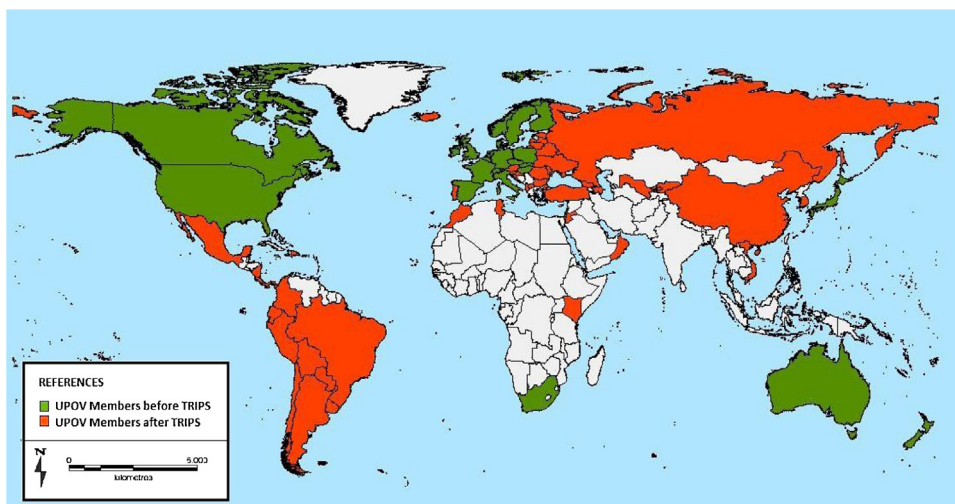 REFERENCES
UPOV Members before TRIPS
UPOV Members after TRIPS
N
0 5.000
kilometros